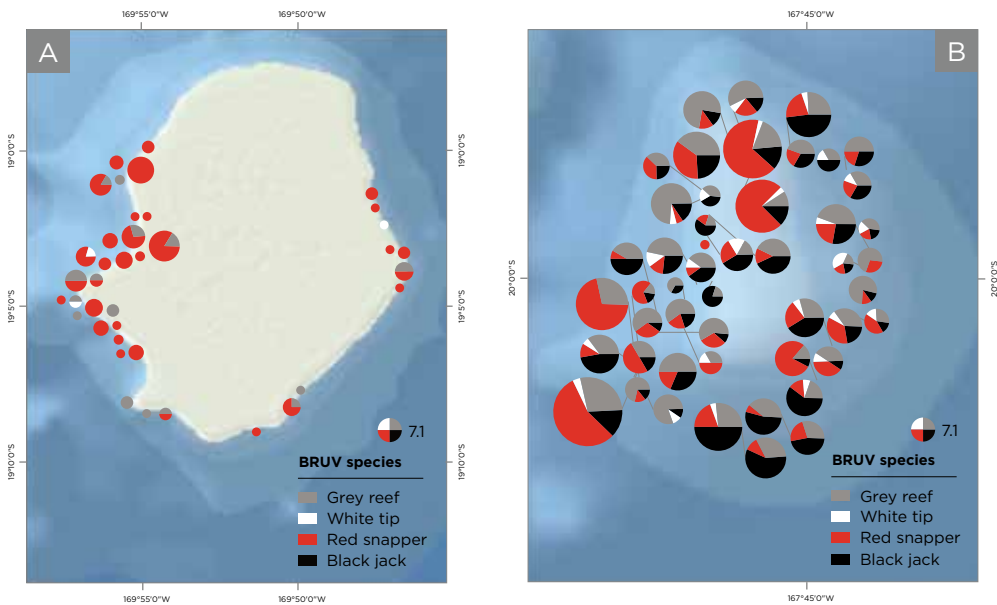 169°55'0"W
169°50'0"W
A
19°0'0"S
19°0'0"S
19°5'0"S
19°5'0"S
19°10'0"S
19°10'0"S
7.1
BRUV species
Grey reef
White tip
Red snapper
Black jack
169°55'0"W
169°50'0"W
167°45'0"W
B
20°0'0"S
20°0'0"S
7.1
BRUV species
Grey reef
White tip
Red snapper
Black jack
167°45'0"W